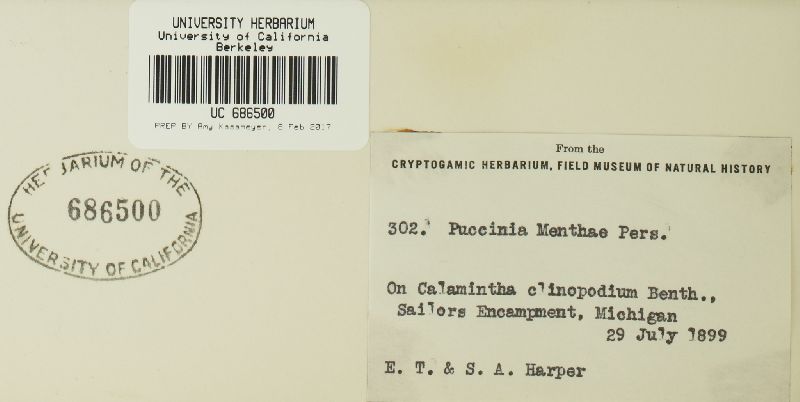 UNIVERSITY HERBARIUM
University of California
Berkeley
UC 686500
PREP BY Amy Kasameyer, 2 Feb 2017
HERBARIUM OF THE
686500
UNIVERSITY OF CALIFORNIA
From the
CRYPTOGAMIC HERBARIUM, FIELD MUSEUM OF NATURAL HISTORY
302. Puccinia Menthae Pers.
On Calamintha clinopodium Benth.,
Sailors Encampment, Michigan
29 July 1899
E. T. & S. A. Harper